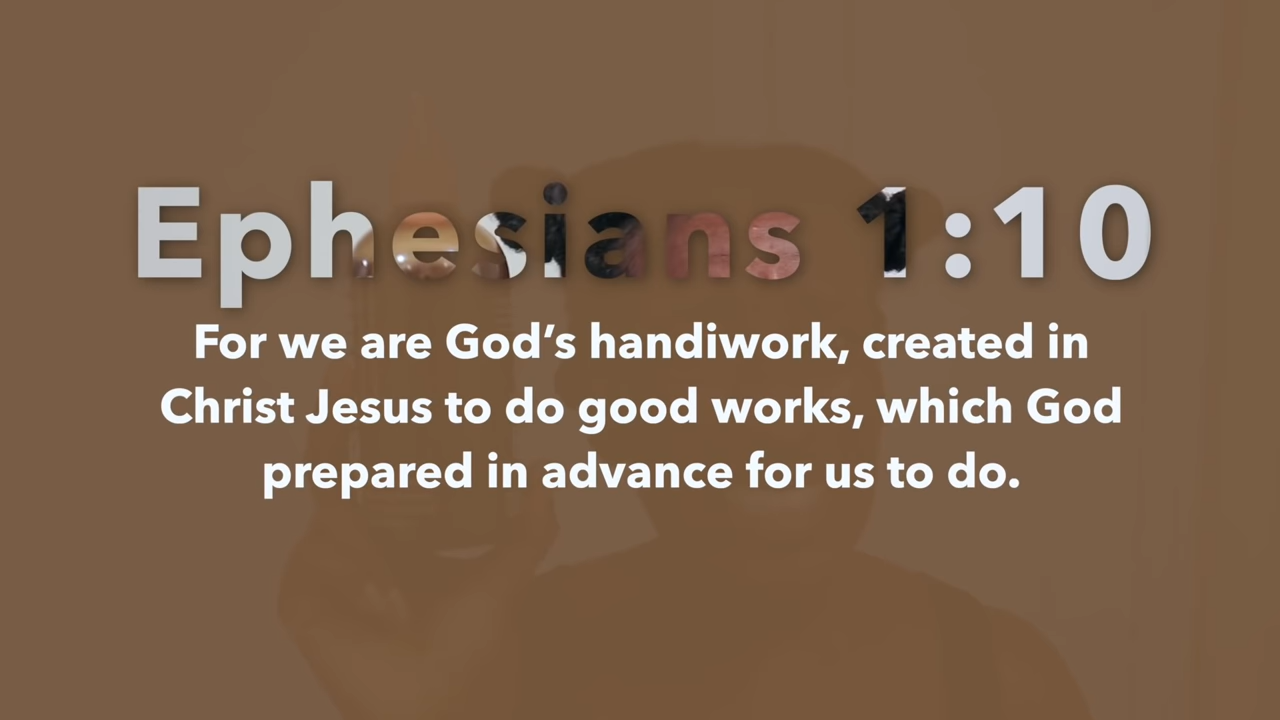 Ephesians 1:10
For we are God’s handiwork, created in
Christ Jesus to do good works, which God
prepared in advance for us to do.